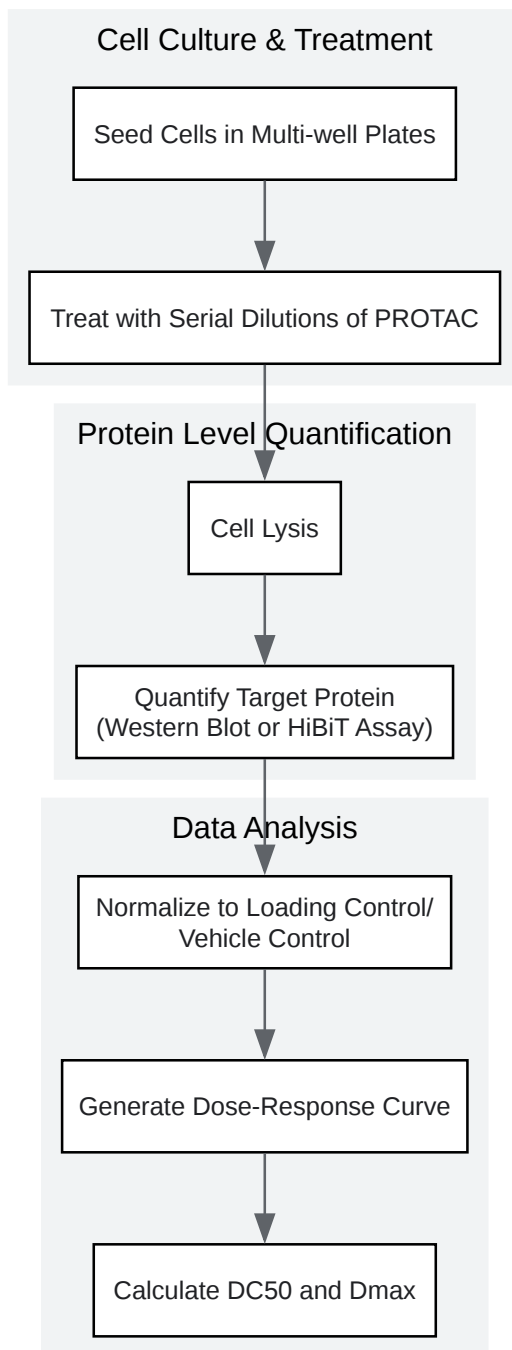 Cell Culture & Treatment
Seed Cells in Multi-well Plates
Treat with Serial Dilutions of PROTAC
Protein Level Quantification
Cell Lysis
Quantify Target Protein
(Western Blot or HiBiT Assay)
Data Analysis
Normalize to Loading Control/
Vehicle Control
Generate Dose-Response Curve
Calculate DC50 and Dmax